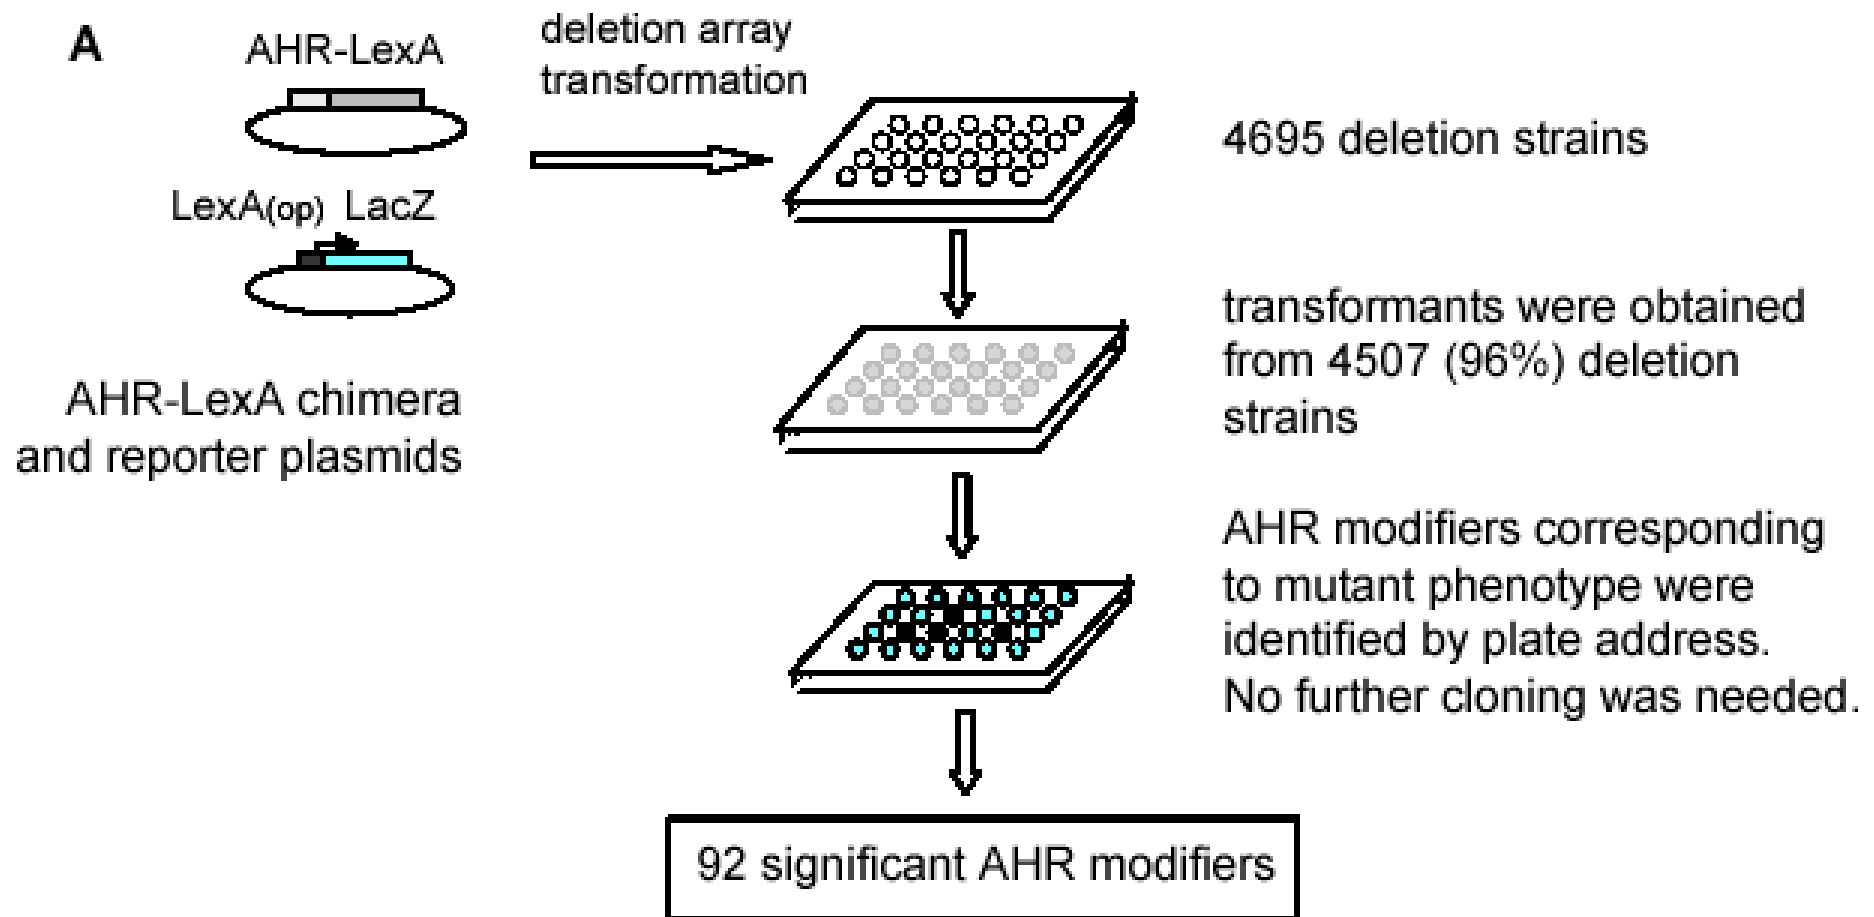 A
AHR-LexA
deletion array
transformation
4695 deletion strains
LexA(op) LacZ
transformants were obtained
from 4507 (96%) deletion
strains
AHR-LexA chimera
and reporter plasmids
AHR modifiers corresponding
to mutant phenotype were
identified by plate address.
No further cloning was needed.
92 significant AHR modifiers